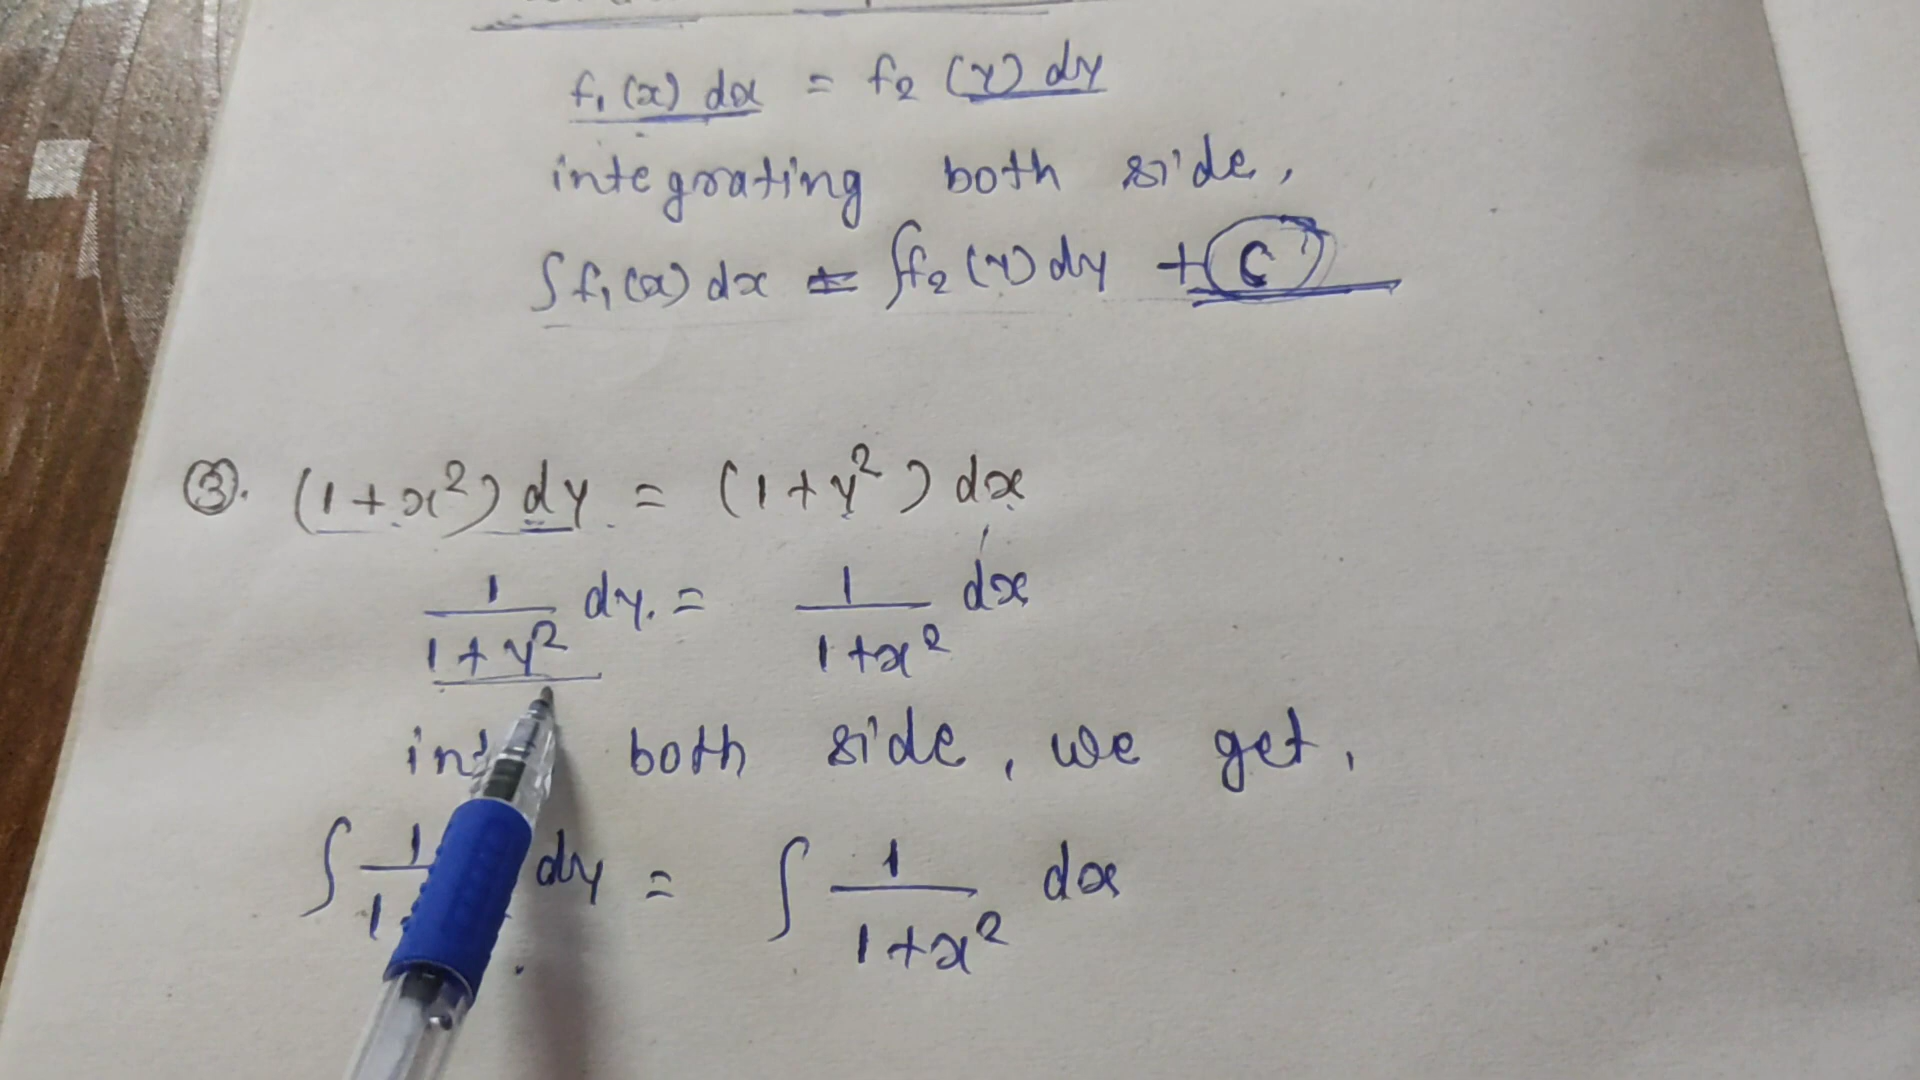 f₁(x) dx = f₂ (y) dy
integrating both side,
∫f₁(x) dx = ∫f₂(y) dy + C
③. (1+x²) dy = (1+y²) dx
1/(1+y²) dy. = 1/(1+x²) dx
both side, we get,
dy = ∫ 1/(1+x²) dx